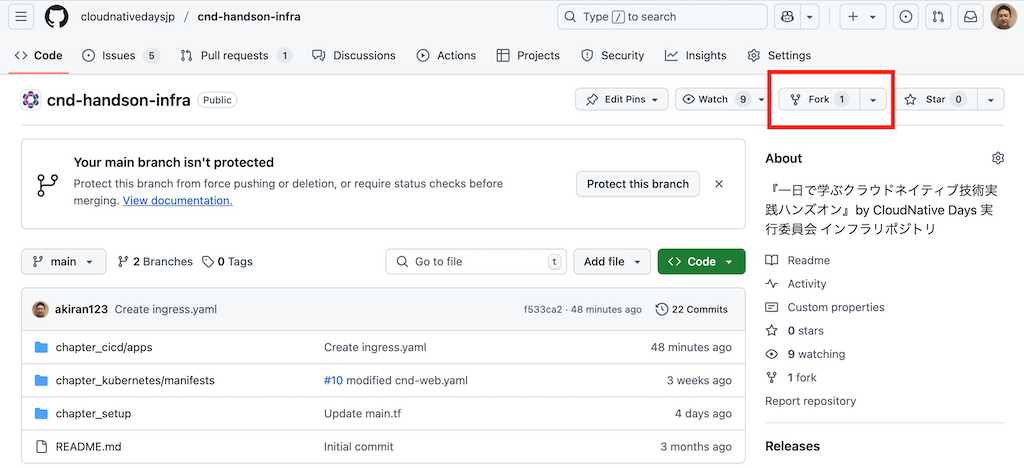 cloudnativedaysjp / cnd-handson-infra
Type / to search
Code
Issues 5
Pull requests 1
Discussions
Actions
Projects
Security
Insights
Settings
cnd-handson-infra Public
Edit Pins
Watch 9
Fork 1
Star 0
Your main branch isn't protected
Protect this branch from force pushing or deletion, or require status checks before
merging. View documentation.
Protect this branch
main
2 Branches
0 Tags
Go to file t
Add file
Code
akiran123 Create ingress.yaml f533ca2 · 48 minutes ago 22 Commits
chapter_cicd/apps Create ingress.yaml 48 minutes ago
chapter_kubernetes/manifests #10 modified cnd-web.yaml 3 weeks ago
chapter_setup Update main.tf 4 days ago
README.md Initial commit 3 months ago
About
『一日で学ぶクラウドネイティブ技術実
践ハンズオン』by CloudNative Days 実
行委員会 インフラリポジトリ
Readme
Activity
Custom properties
0 stars
9 watching
1 fork
Report repository
Releases